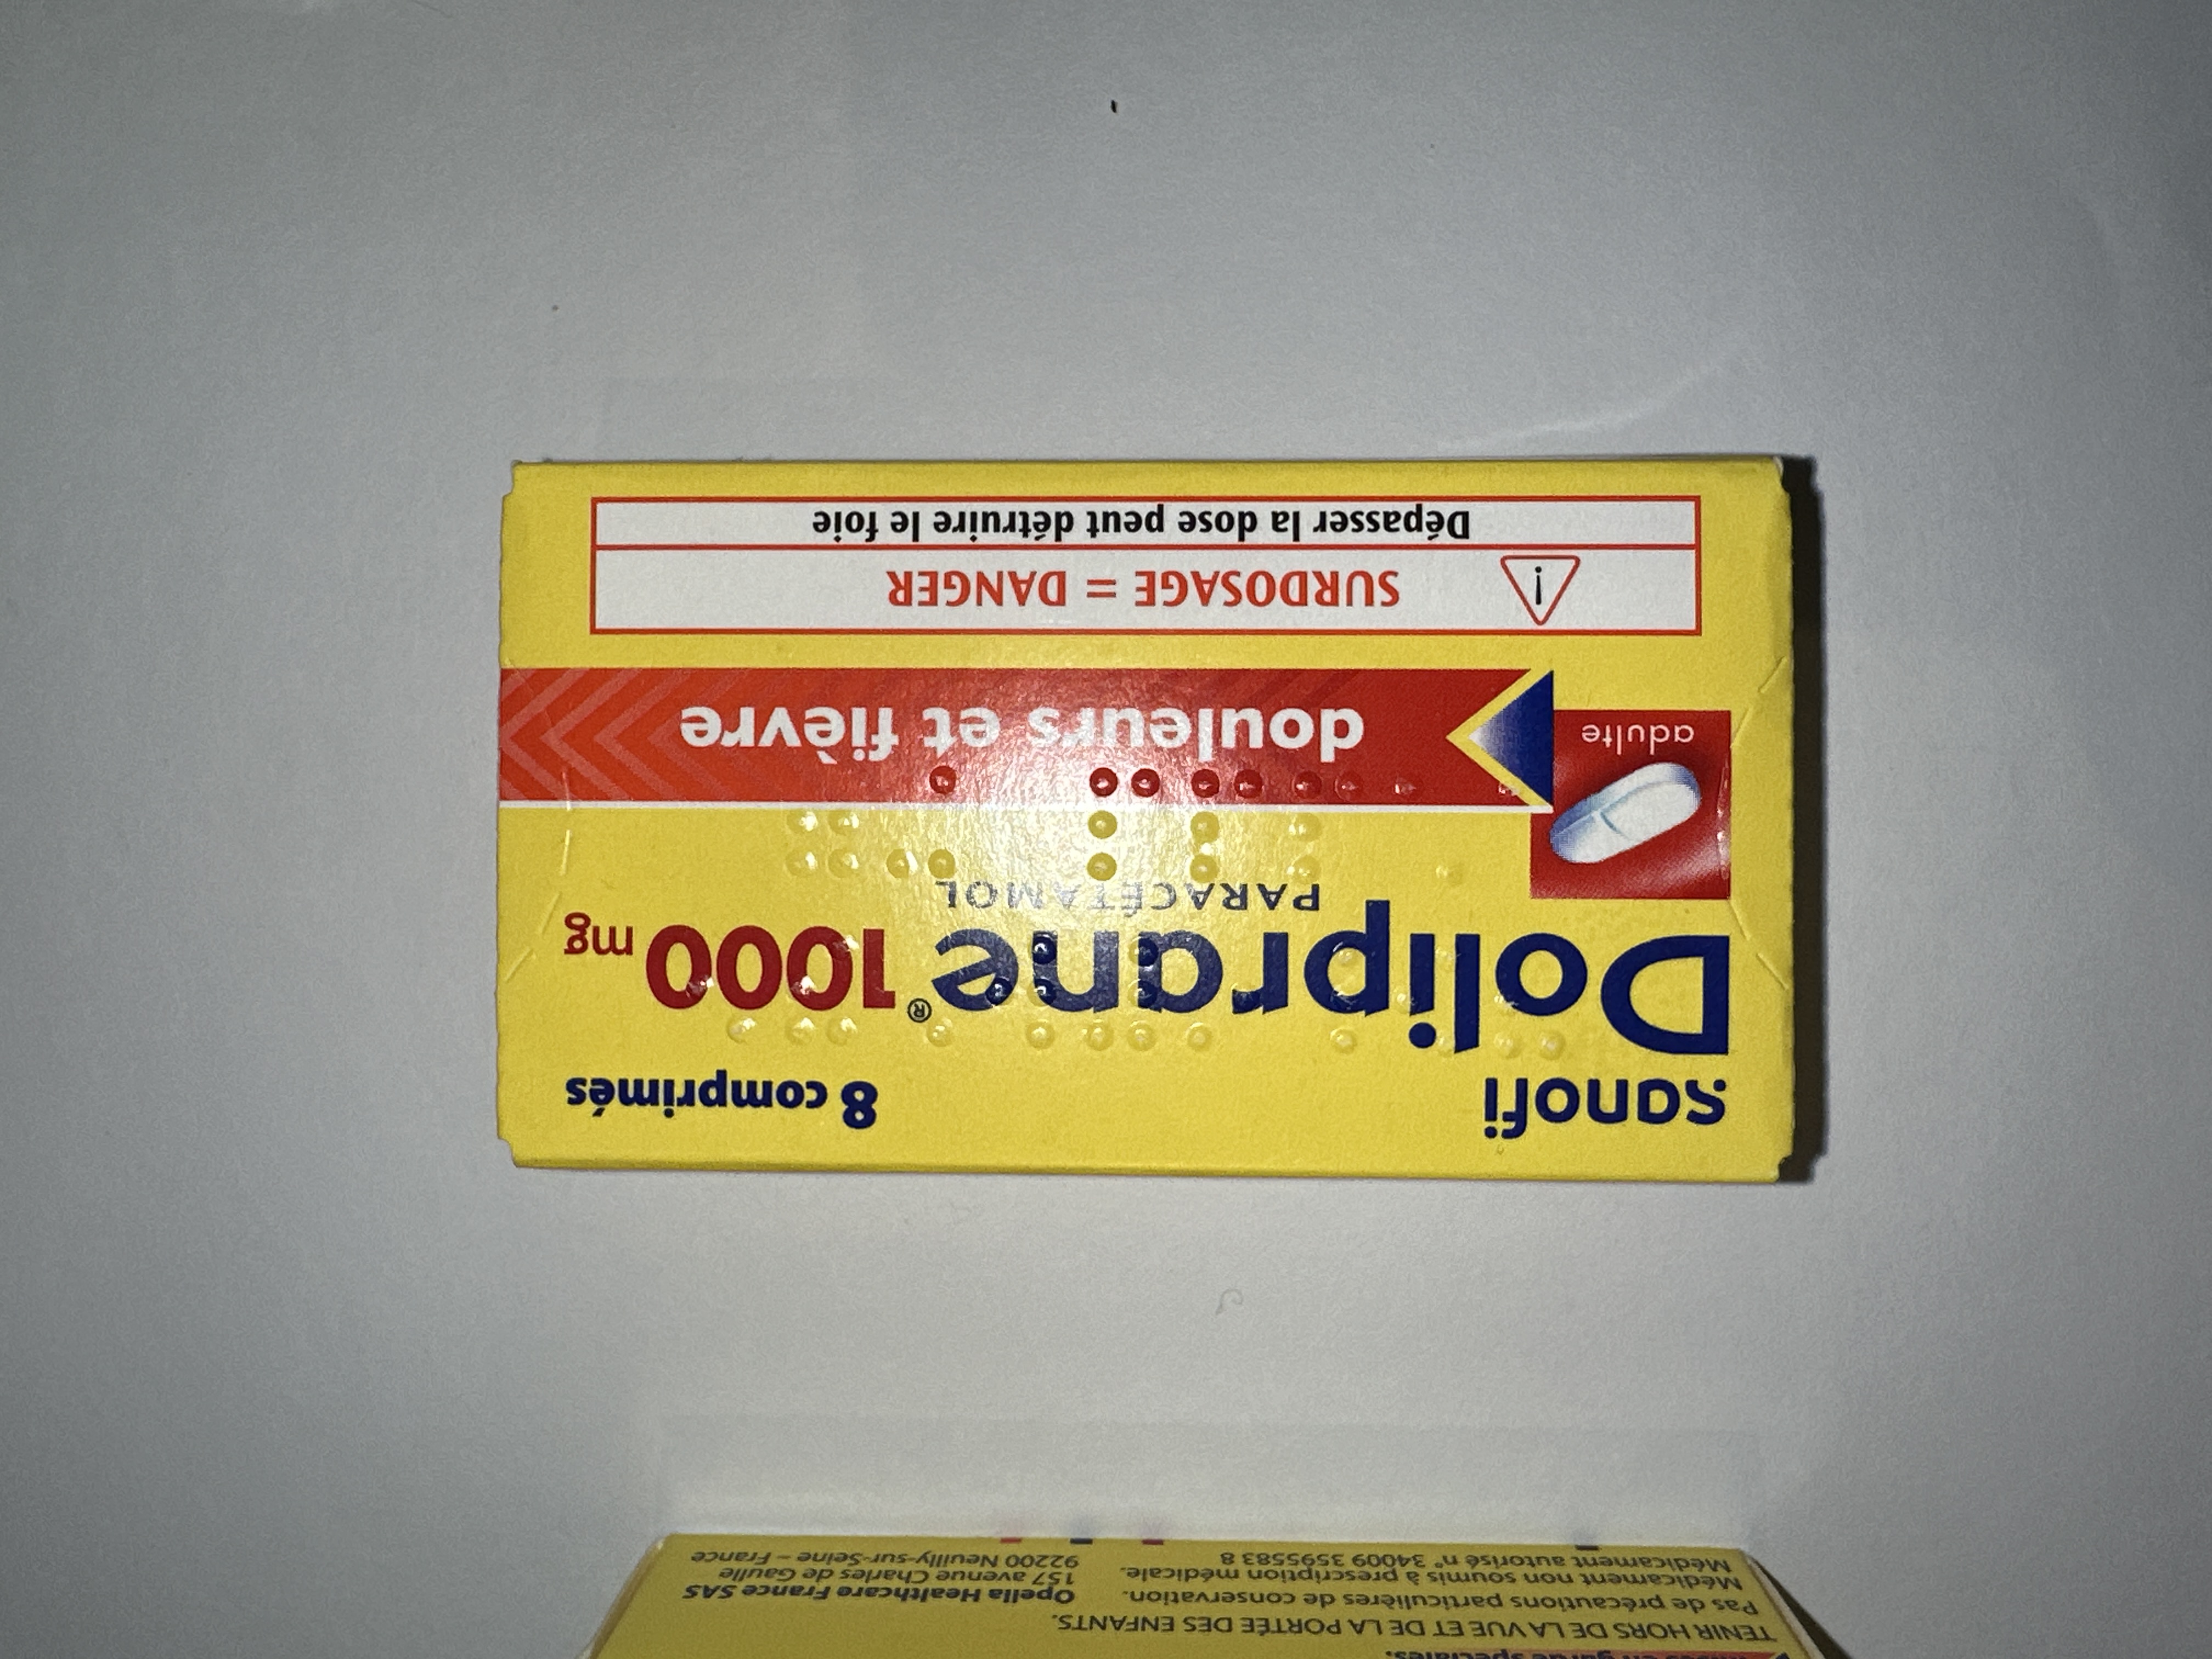 sanofi
8 comprimés
Doliprane® 1000 mg
PARACÉTAMOL
adulte
douleurs et fièvre
SURDOSAGE = DANGER
Dépasser la dose peut détruire le foie
en garde spéciales.
TENIR HORS DE LA VUE ET DE LA PORTÉE DES ENFANTS.
Pas de précautions particulières de conservation.
Médicament non soumis à prescription médicale.
Médicament autorisé n° 34009 3595583 8
Opella Healthcare France SAS
157 avenue Charles de Gaulle
92200 Neuilly-sur-Seine – France